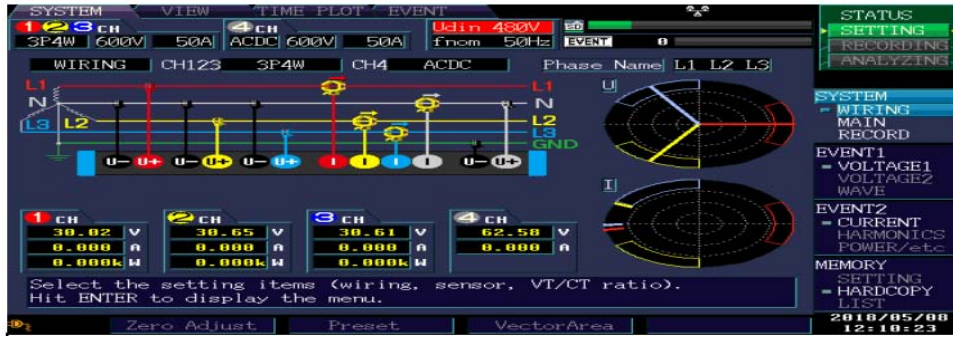 SYSTEM VIEW TIME PLOT EVENT
1 2 3 CH 4 CH Udin 480V SD
3P4W 600V 50A ACDC 600V 50A fnom 50Hz EVENT 0
WIRING CH123 3P4W CH4 ACDC Phase Name L1 L2 L3
L1 L1 U
N N
L3 L2 L2
L3
GND
U- U+ U- U+ U- U+ I I I I U- U+
I
1 CH 2 CH 3 CH 4 CH
30.02 V 30.65 V 30.61 V 62.58 V
0.000 A 0.000 A 0.000 A 0.000 A
0.000k W 0.000k W 0.000k W
Select the setting items (wiring, sensor, VT/CT ratio).
Hit ENTER to display the menu.
Zero Adjust Preset VectorArea
STATUS
SETTING
RECORDING
ANALYZING
SYSTEM
WIRING
MAIN
RECORD
EVENT1
VOLTAGE1
VOLTAGE2
WAVE
EVENT2
CURRENT
HARMONICS
POWER/etc
MEMORY
SETTING
HARDCOPY
LIST
2018/05/08
12:10:23